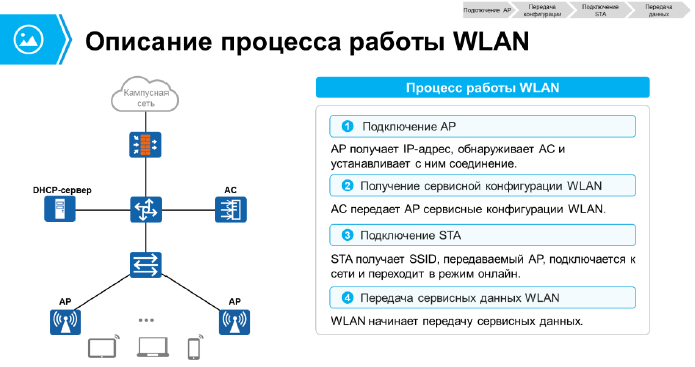 Подключение AP
Передача
конфигурации
Подключение
STA
Передача
данных
Описание процесса работы WLAN
Кампусная
сеть
DHCP-сервер
AC
AP
AP
...
Процесс работы WLAN
1 Подключение AP
AP получает IP-адрес, обнаруживает AC и
устанавливает с ним соединение.
2 Получение сервисной конфигурации WLAN
AC передает AP сервисные конфигурации WLAN.
3 Подключение STA
STA получает SSID, передаваемый AP, подключается к
сети и переходит в режим онлайн.
4 Передача сервисных данных WLAN
WLAN начинает передачу сервисных данных.